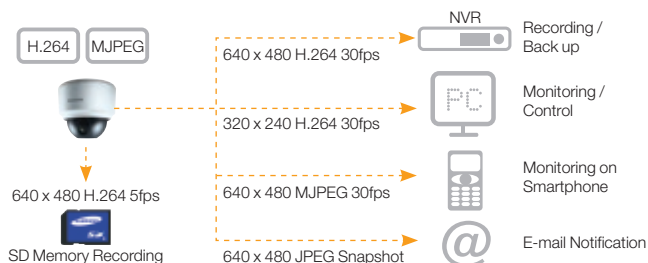 H.264 MJPEG
640 x 480 H.264 5fps
SAMSUNG
SD Memory Recording
640 x 480 H.264 30fps
NVR
Recording /
Back up
320 x 240 H.264 30fps
PC
Monitoring /
Control
640 x 480 MJPEG 30fps
Monitoring on
Smartphone
640 x 480 JPEG Snapshot
@
E-mail Notification